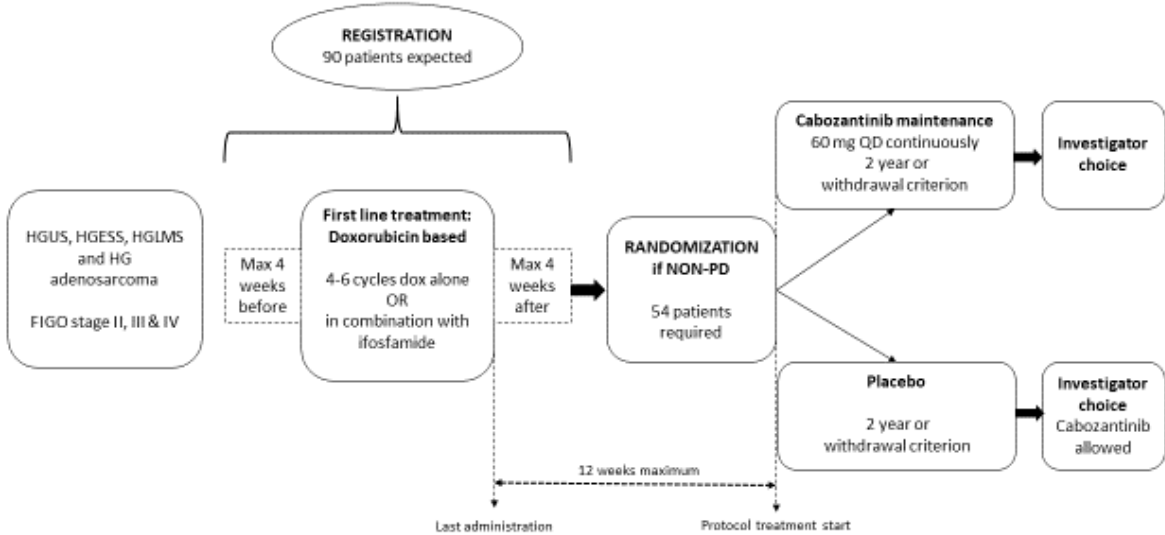 REGISTRATION
90 patients expected
HGUS, HGESS, HGLMS
and HG
adenosarcoma
FIGO stage II, III & IV
Max 4
weeks
before
First line treatment:
Doxorubicin based
4-6 cycles dox alone
OR
in combination with
ifosfamide
Max 4
weeks
after
RANDOMIZATION
if NON-PD
54 patients
required
Cabozantinib maintenance
60 mg QD continuously
2 year or
withdrawal criterion
Investigator
choice
Placebo
2 year or
withdrawal criterion
Investigator
choice
Cabozantinib
allowed
12 weeks maximum
Last administration
Protocol treatment start